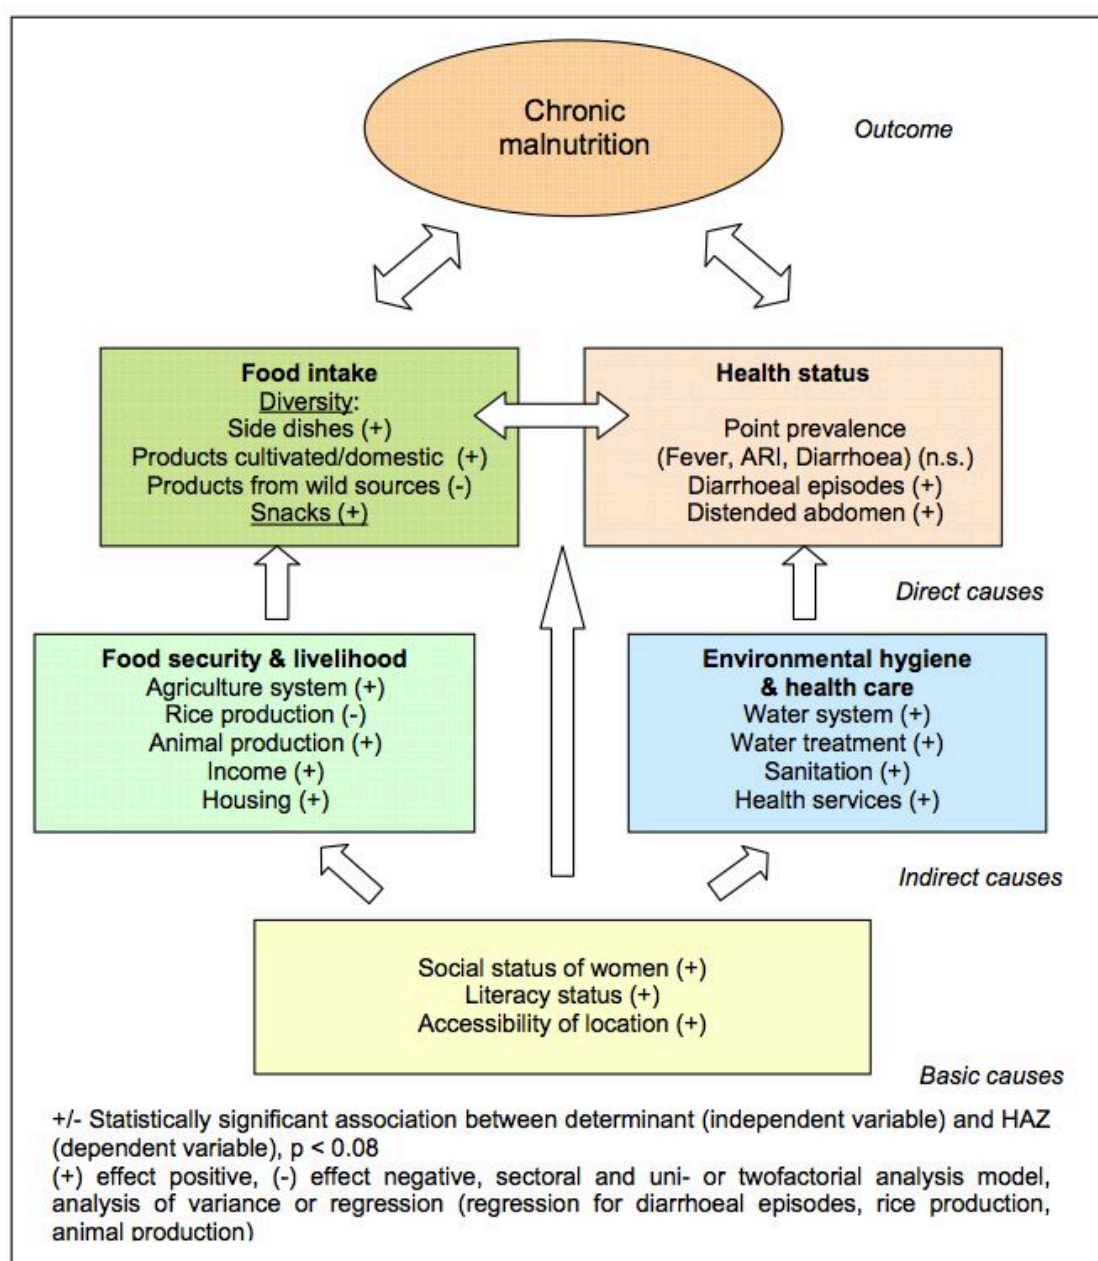 Chronic
malnutrition
Outcome
Food intake
Diversity:
Side dishes (+)
Products cultivated/domestic (+)
Products from wild sources (-)
Snacks (+)
Health status
Point prevalence
(Fever, ARI, Diarrhoea) (n.s.)
Diarrhoeal episodes (+)
Distended abdomen (+)
Direct causes
Food security & livelihood
Agriculture system (+)
Rice production (-)
Animal production (+)
Income (+)
Housing (+)
Environmental hygiene
& health care
Water system (+)
Water treatment (+)
Sanitation (+)
Health services (+)
Indirect causes
Social status of women (+)
Literacy status (+)
Accessibility of location (+)
Basic causes
+/- Statistically significant association between determinant (independent variable) and HAZ
(dependent variable), p < 0.08
(+) effect positive, (-) effect negative, sectoral and uni- or twofactorial analysis model,
analysis of variance or regression (regression for diarrhoeal episodes, rice production,
animal production)